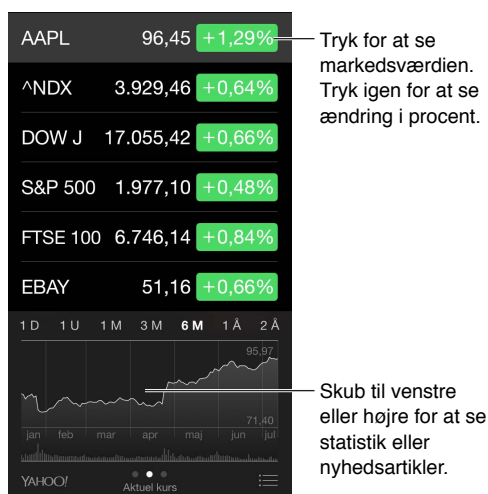 AAPL 96,45 +1,29%
Tryk for at se
markedsværdien.
Tryk igen for at se
ændring i procent.
^NDX 3.929,46 +0,64%
DOW J 17.055,42 +0,66%
S&P 500 1.977,10 +0,48%
FTSE 100 6.746,14 +0,84%
EBAY 51,16 +0,66%
1 D 1 U 1 M 3 M 6 M 1 Å 2 Å
95,97
71,40
jan feb mar apr maj jun jul
Skub til venstre
eller højre for at se
statistik eller
nyhedsartikler.
YAHOO!
Aktuel kurs